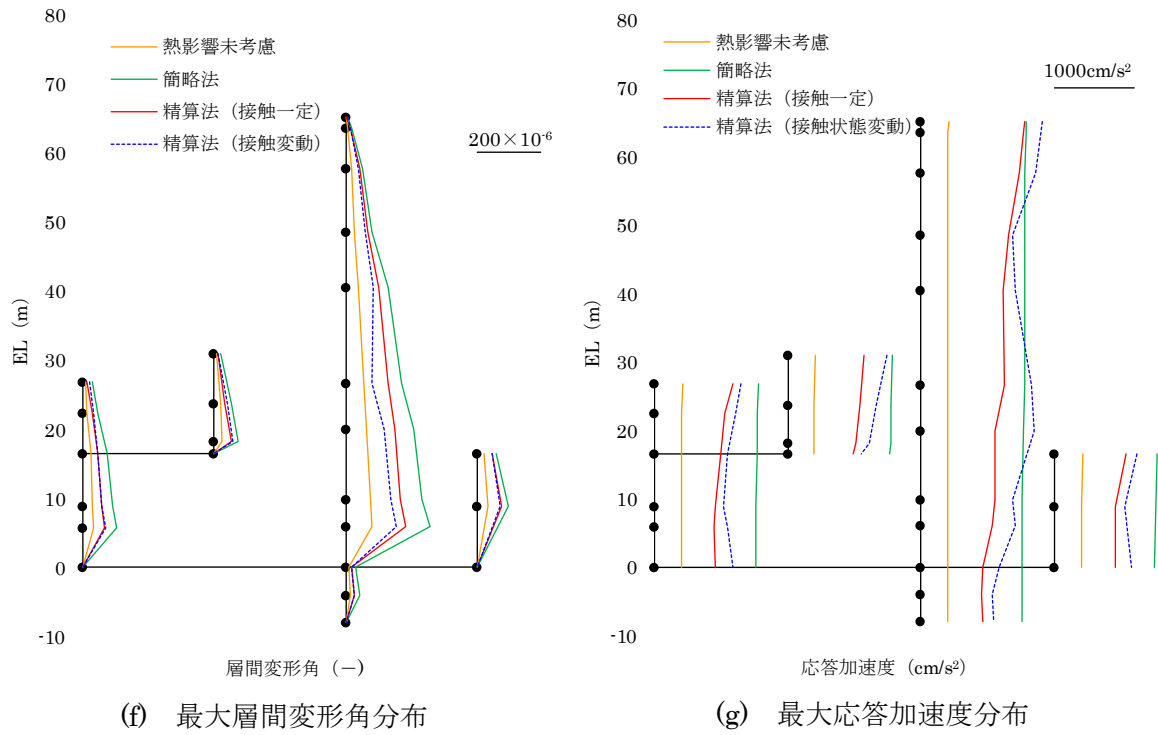 80
70
60
50
40
30
20
10
0
-10
EL（m）
熱影響未考慮
簡略法
精算法（接触一定）
精算法（接触変動）
200×10⁻⁶
層間変形角（−）
(f) 最大層間変形角分布
80
70
60
50
40
30
20
10
0
-10
EL（m）
熱影響未考慮
簡略法
精算法（接触一定）
精算法（接触状態変動）
1000cm/s²
応答加速度（cm/s²）
(g) 最大応答加速度分布